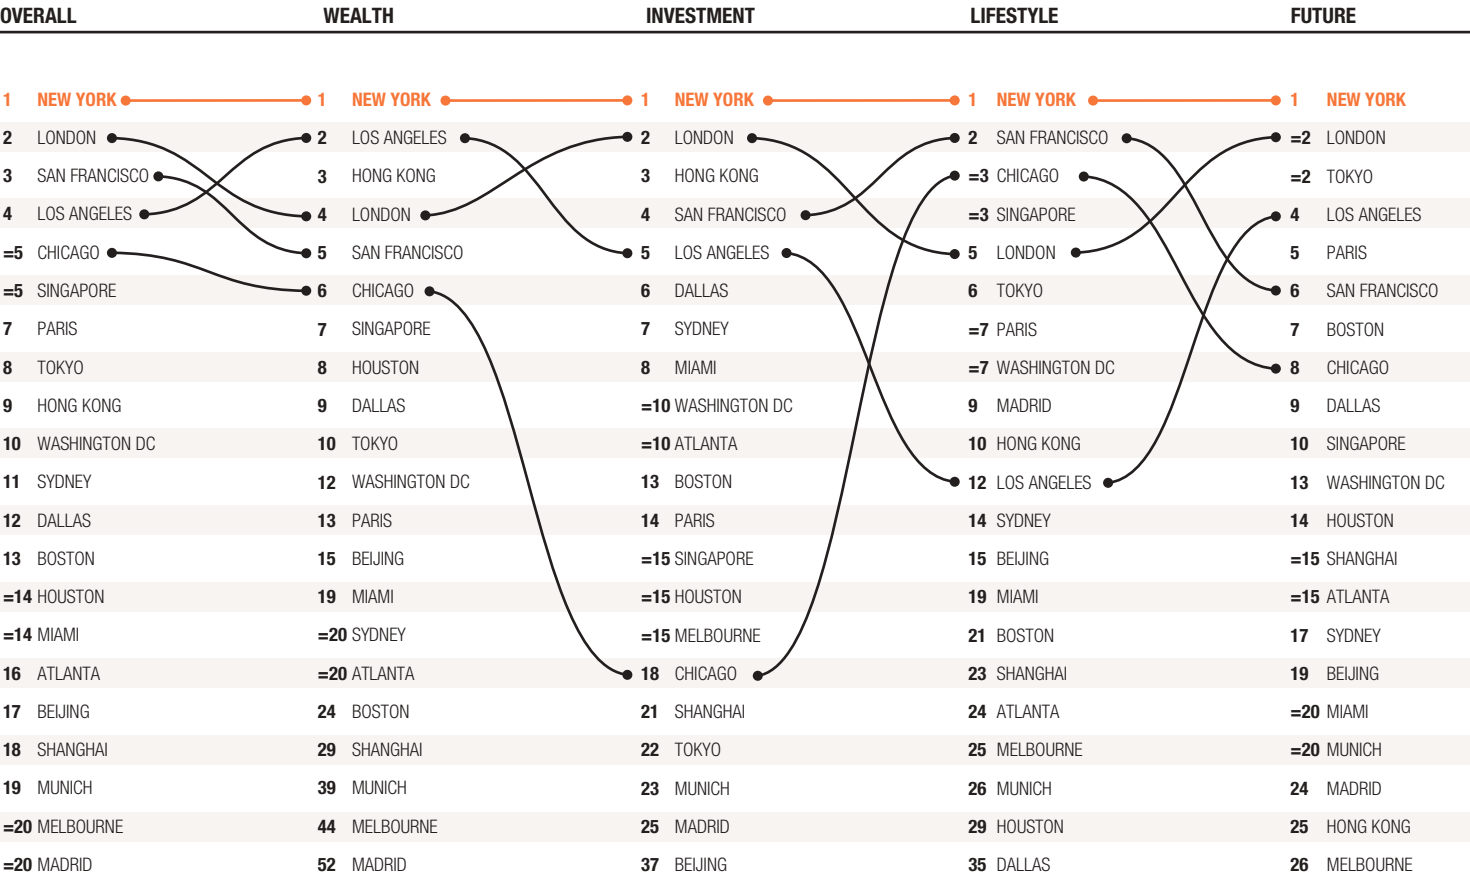 OVERALL WEALTH INVESTMENT LIFESTYLE FUTURE
1 NEW YORK 1 NEW YORK 1 NEW YORK 1 NEW YORK 1 NEW YORK
2 LONDON 2 LOS ANGELES 2 LONDON 2 SAN FRANCISCO =2 LONDON
3 SAN FRANCISCO 3 HONG KONG 3 HONG KONG =3 CHICAGO =2 TOKYO
4 LOS ANGELES 4 LONDON 4 SAN FRANCISCO =3 SINGAPORE 4 LOS ANGELES
=5 CHICAGO 5 SAN FRANCISCO 5 LOS ANGELES 5 LONDON 5 PARIS
=5 SINGAPORE 6 CHICAGO 6 DALLAS 6 TOKYO 6 SAN FRANCISCO
7 PARIS 7 SINGAPORE 7 SYDNEY =7 PARIS 7 BOSTON
8 TOKYO 8 HOUSTON 8 MIAMI =7 WASHINGTON DC 8 CHICAGO
9 HONG KONG 9 DALLAS =10 WASHINGTON DC 9 MADRID 9 DALLAS
10 WASHINGTON DC 10 TOKYO =10 ATLANTA 10 HONG KONG 10 SINGAPORE
11 SYDNEY 12 WASHINGTON DC 13 BOSTON 12 LOS ANGELES 13 WASHINGTON DC
12 DALLAS 13 PARIS 14 PARIS 14 SYDNEY 14 HOUSTON
13 BOSTON 15 BEIJING =15 SINGAPORE 15 BEIJING =15 SHANGHAI
=14 HOUSTON 19 MIAMI =15 HOUSTON 19 MIAMI =15 ATLANTA
=14 MIAMI =20 SYDNEY =15 MELBOURNE 21 BOSTON 17 SYDNEY
16 ATLANTA =20 ATLANTA 18 CHICAGO 23 SHANGHAI 19 BEIJING
17 BEIJING 24 BOSTON 21 SHANGHAI 24 ATLANTA =20 MIAMI
18 SHANGHAI 29 SHANGHAI 22 TOKYO 25 MELBOURNE =20 MUNICH
19 MUNICH 39 MUNICH 23 MUNICH 26 MUNICH 24 MADRID
=20 MELBOURNE 44 MELBOURNE 25 MADRID 29 HOUSTON 25 HONG KONG
=20 MADRID 52 MADRID 37 BEIJING 35 DALLAS 26 MELBOURNE